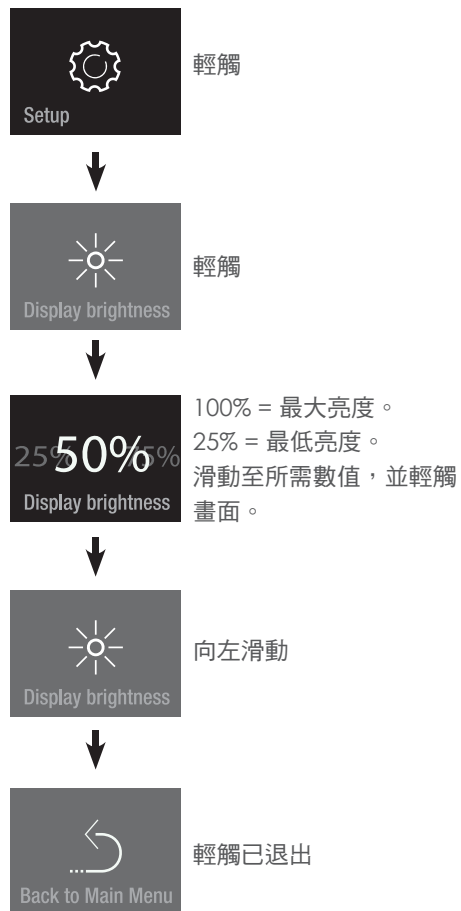 輕觸
Setup
輕觸
Display brightness
100% = 最大亮度。
25% = 最低亮度。
滑動至所需數值，並輕觸
畫面。
25% 50% 75%
Display brightness
向左滑動
Display brightness
輕觸已退出
Back to Main Menu